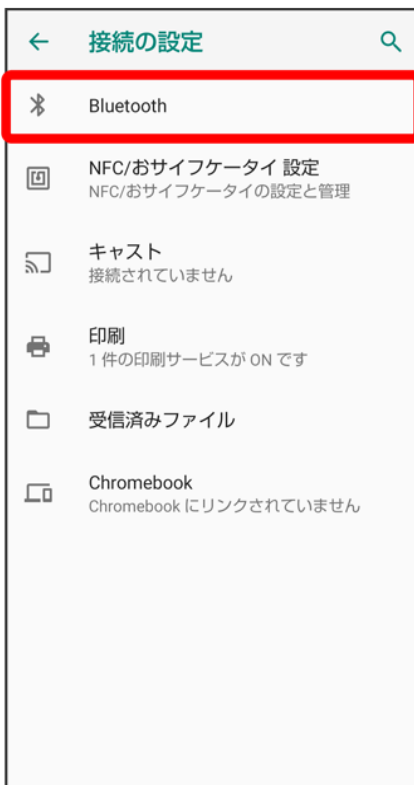 接続の設定
Bluetooth
NFC/おサイフケータイ 設定
NFC/おサイフケータイの設定と管理
キャスト
接続されていません
印刷
1 件の印刷サービスが ON です
受信済みファイル
Chromebook
Chromebook にリンクされていません